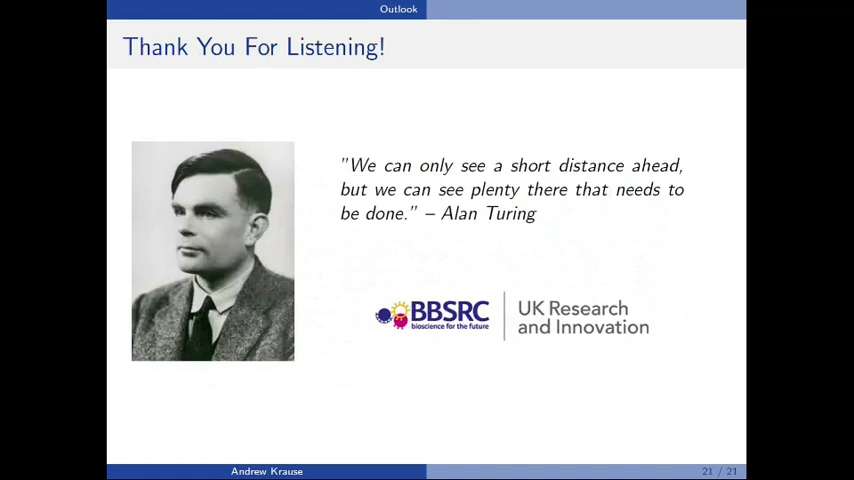 Outlook
Thank You For Listening!
"We can only see a short distance ahead,
but we can see plenty there that needs to
be done." – Alan Turing
BBSRC
bioscience for the future
UK Research
and Innovation
Andrew Krause
21 / 21